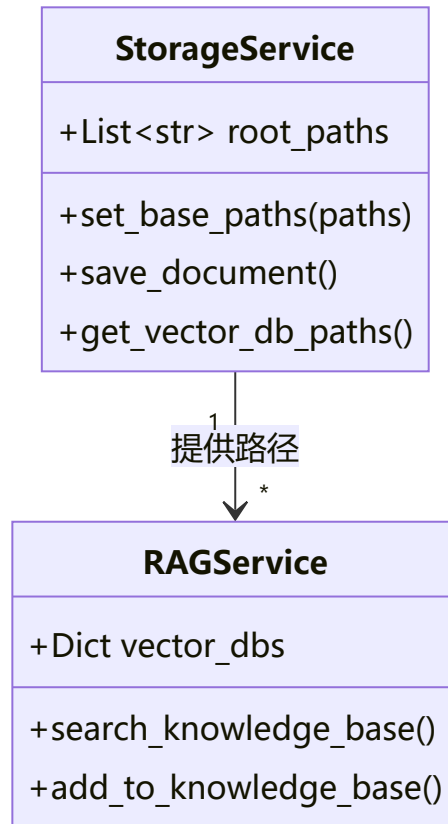 StorageService
+List<str> root_paths
+set_base_paths(paths)
+save_document()
+get_vector_db_paths()
1
提供路径
*
RAGService
+Dict vector_dbs
+search_knowledge_base()
+add_to_knowledge_base()